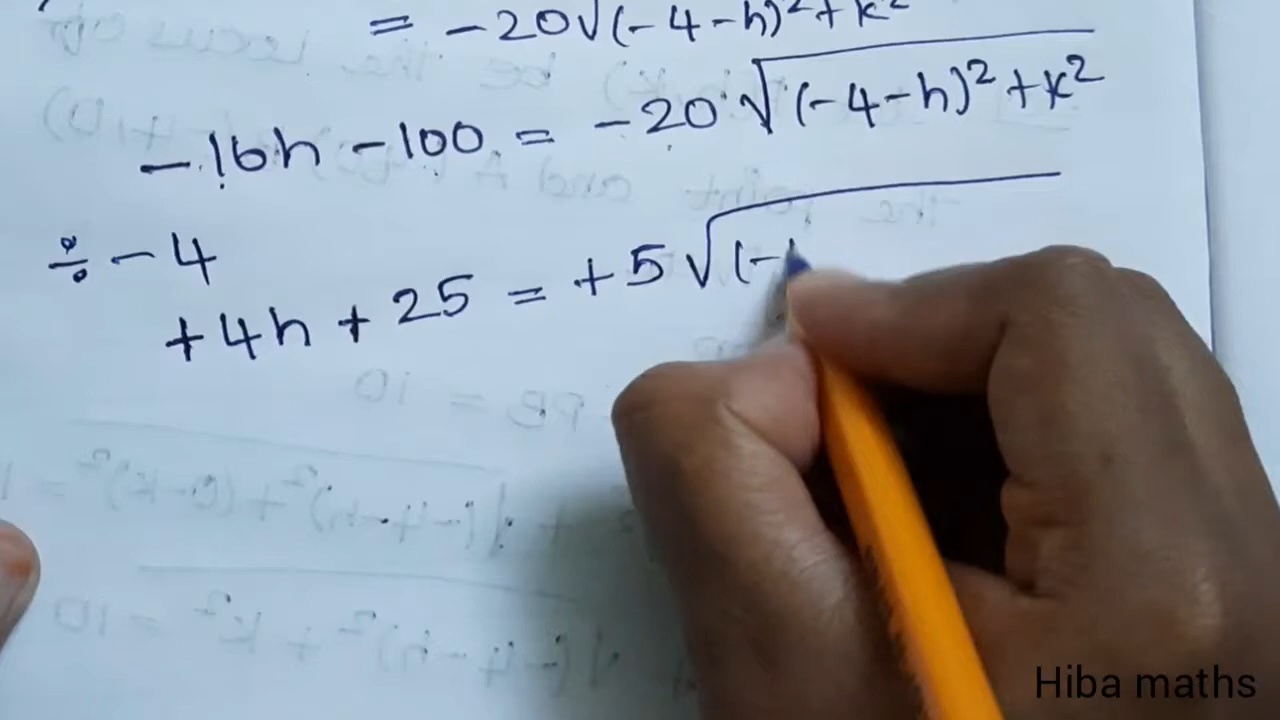 = -20√(-4-h)²+k²
-16h -100 = -20 √(-4-h)²+k²
÷ -4
+4h + 25 = +5√(-
Hiba maths